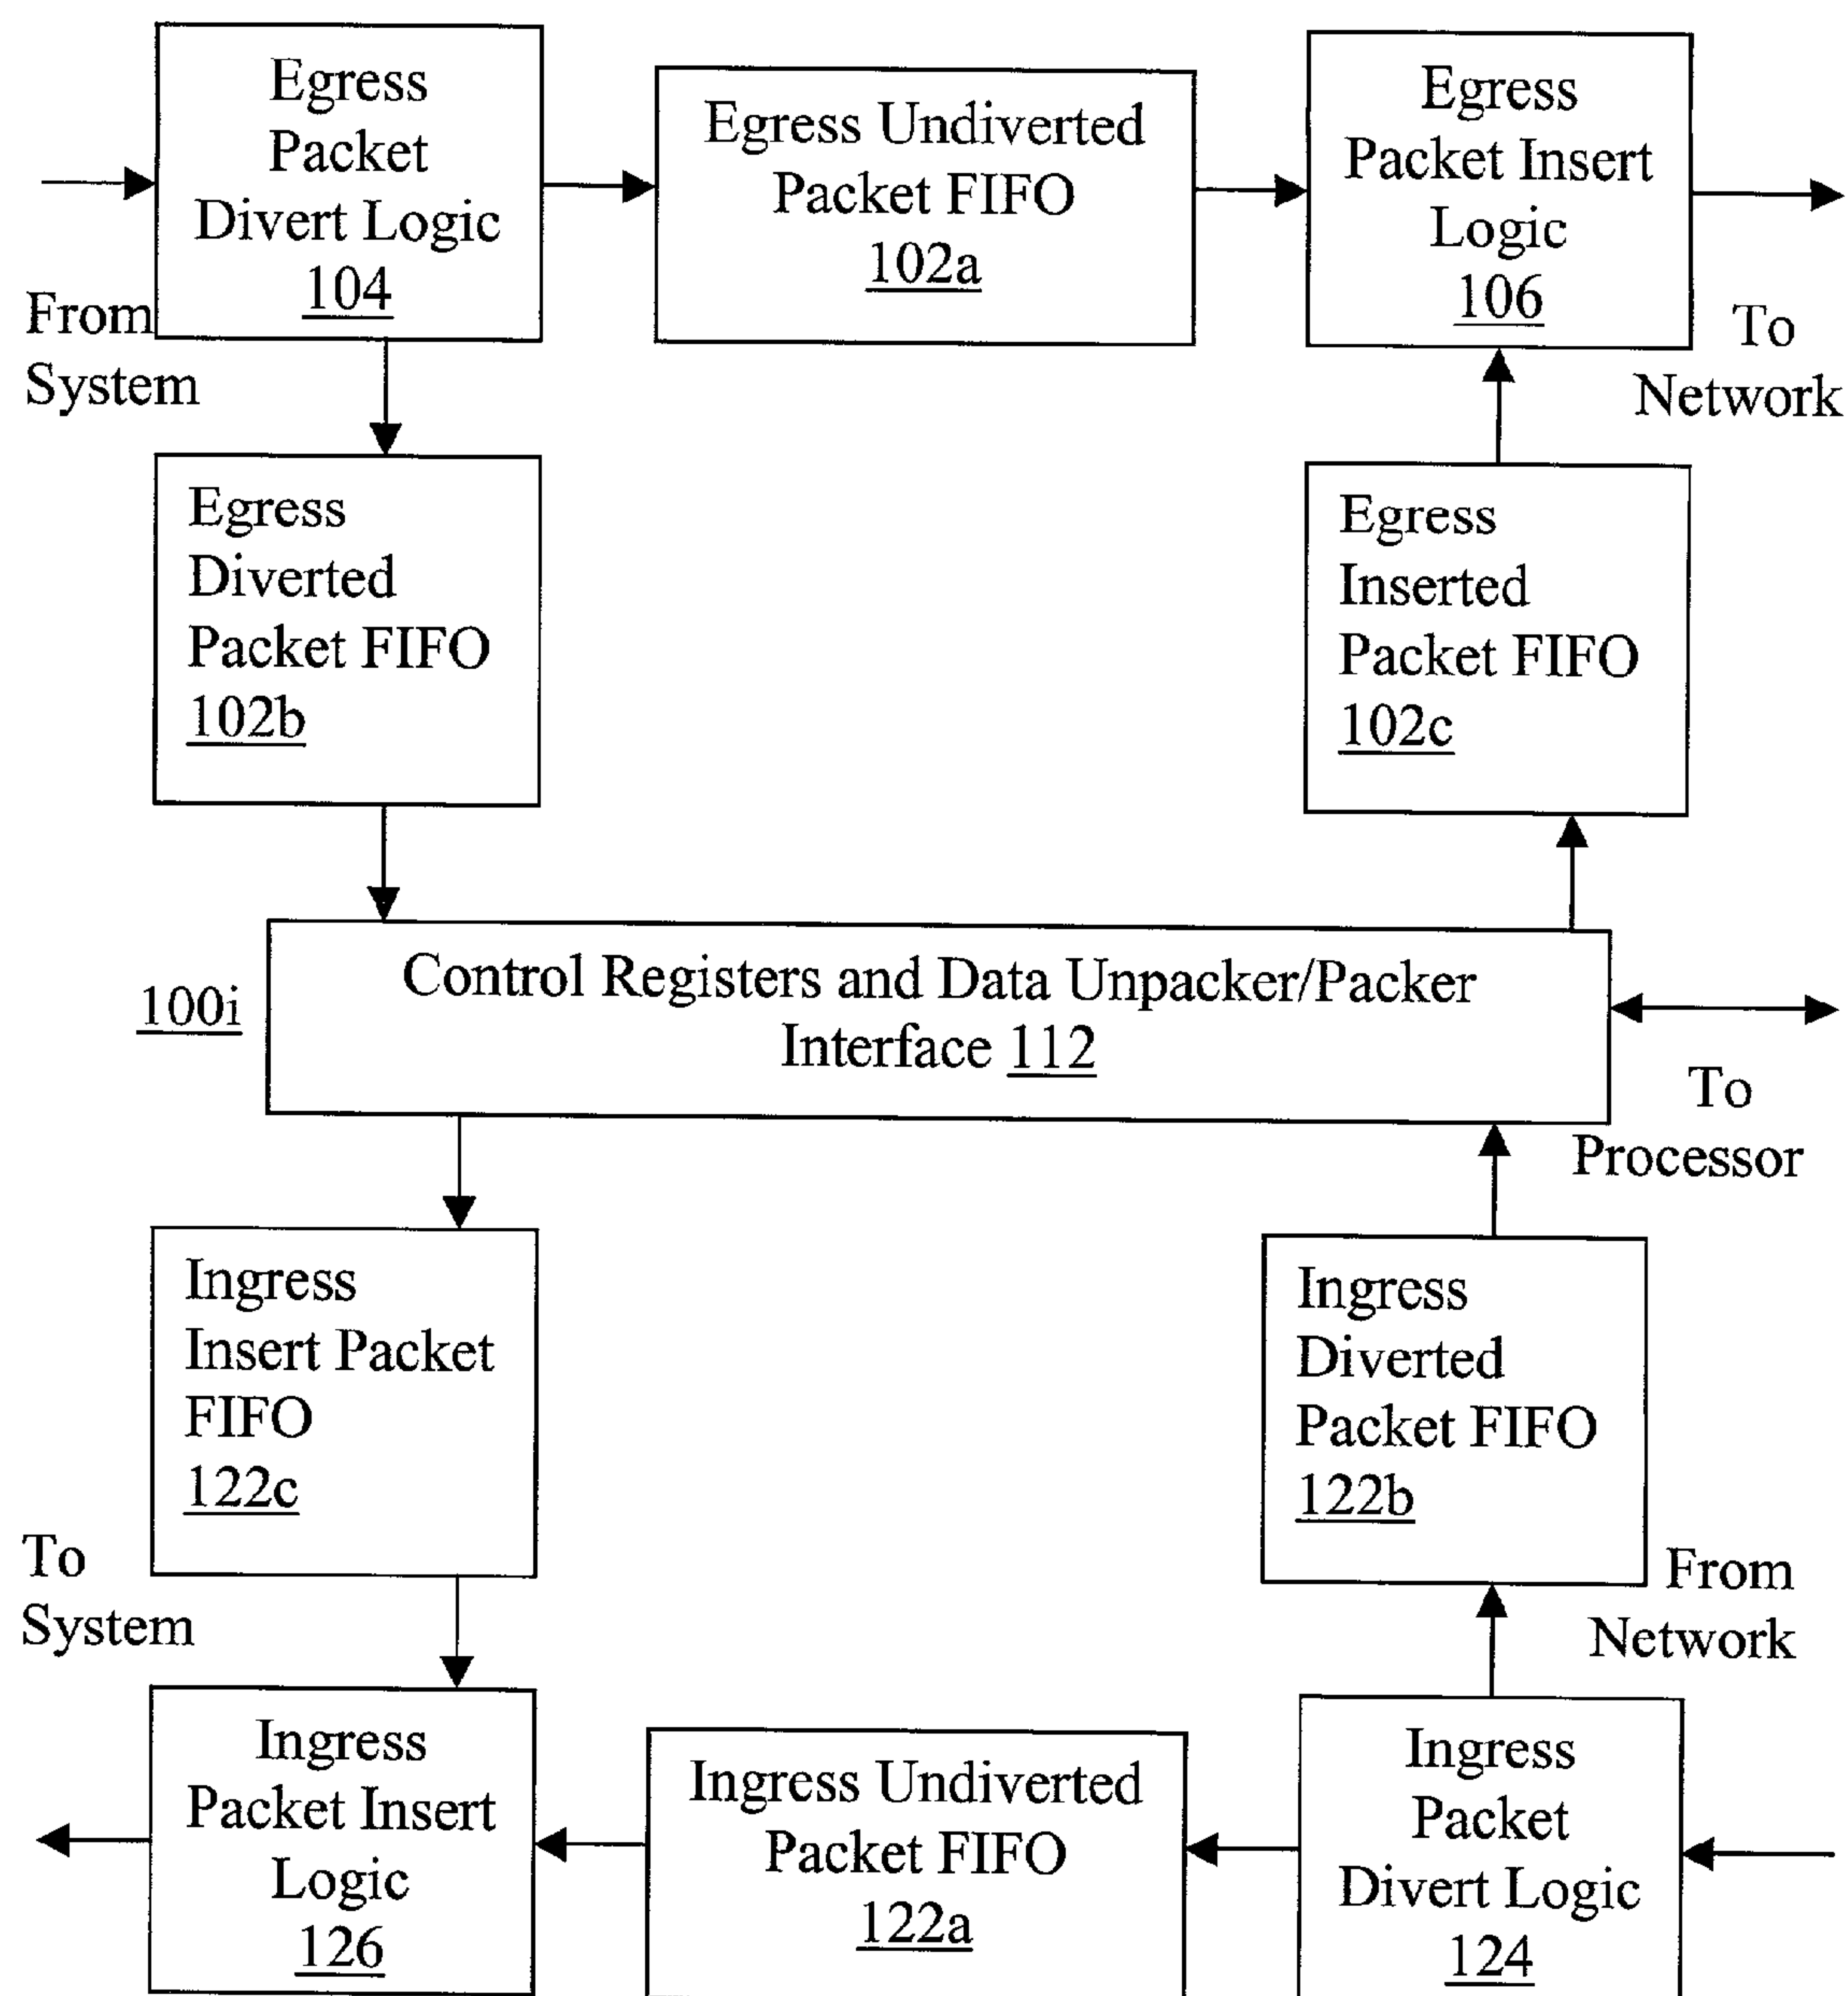 Egress
Packet
Divert Logic
104
Egress Undiverted
Packet FIFO
102a
Egress
Packet Insert
Logic
106
From
System
To
Network
Egress
Diverted
Packet FIFO
102b
Egress
Inserted
Packet FIFO
102c
100i
Control Registers and Data Unpacker/Packer
Interface 112
To
Processor
Ingress
Insert Packet
FIFO
122c
Ingress
Diverted
Packet FIFO
122b
To
System
From
Network
Ingress
Packet Insert
Logic
126
Ingress Undiverted
Packet FIFO
122a
Ingress
Packet
Divert Logic
124